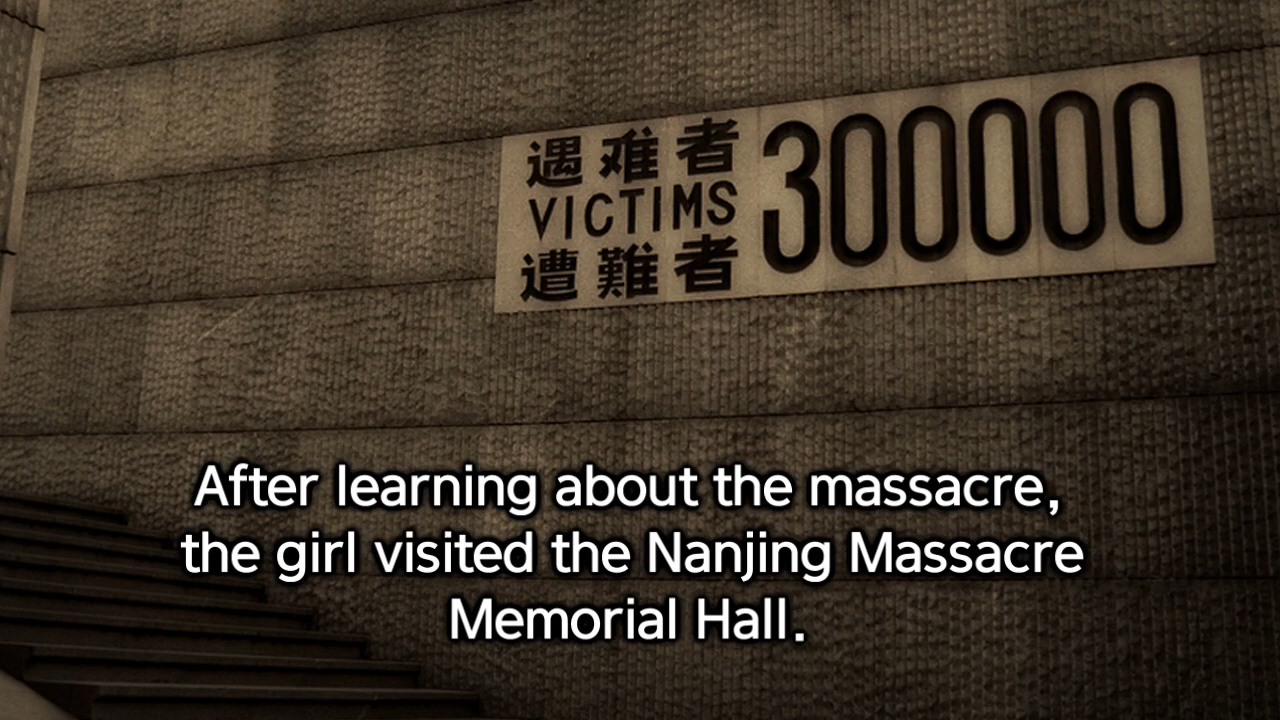 遇难者
VICTIMS
遭難者
300000
After learning about the massacre,
the girl visited the Nanjing Massacre
Memorial Hall.